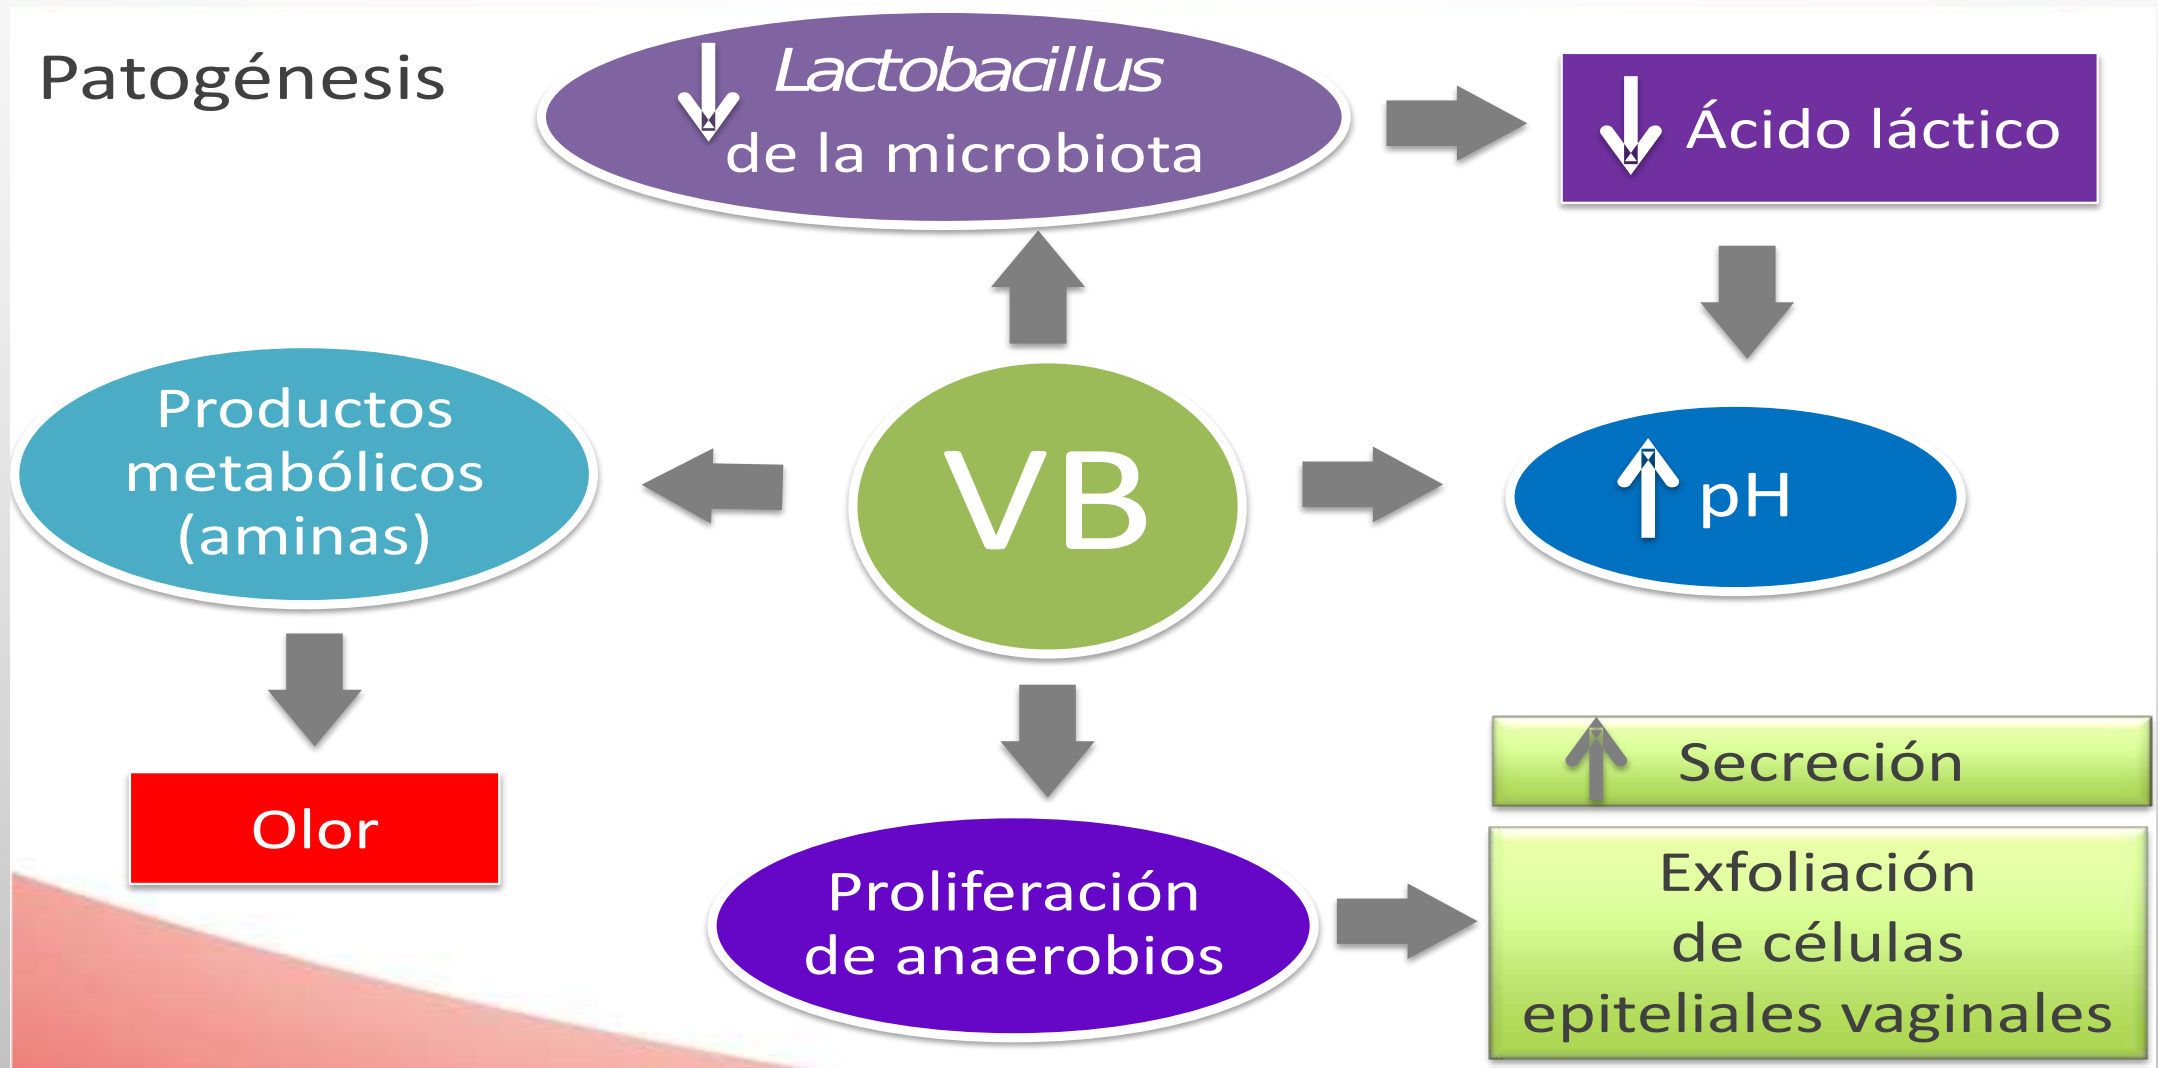 Patogénesis
Lactobacillus
de la microbiota
Ácido láctico
Productos
metabólicos
(aminas)
VB
pH
Olor
Proliferación
de anaerobios
Secreción
Exfoliación
de células
epiteliales vaginales